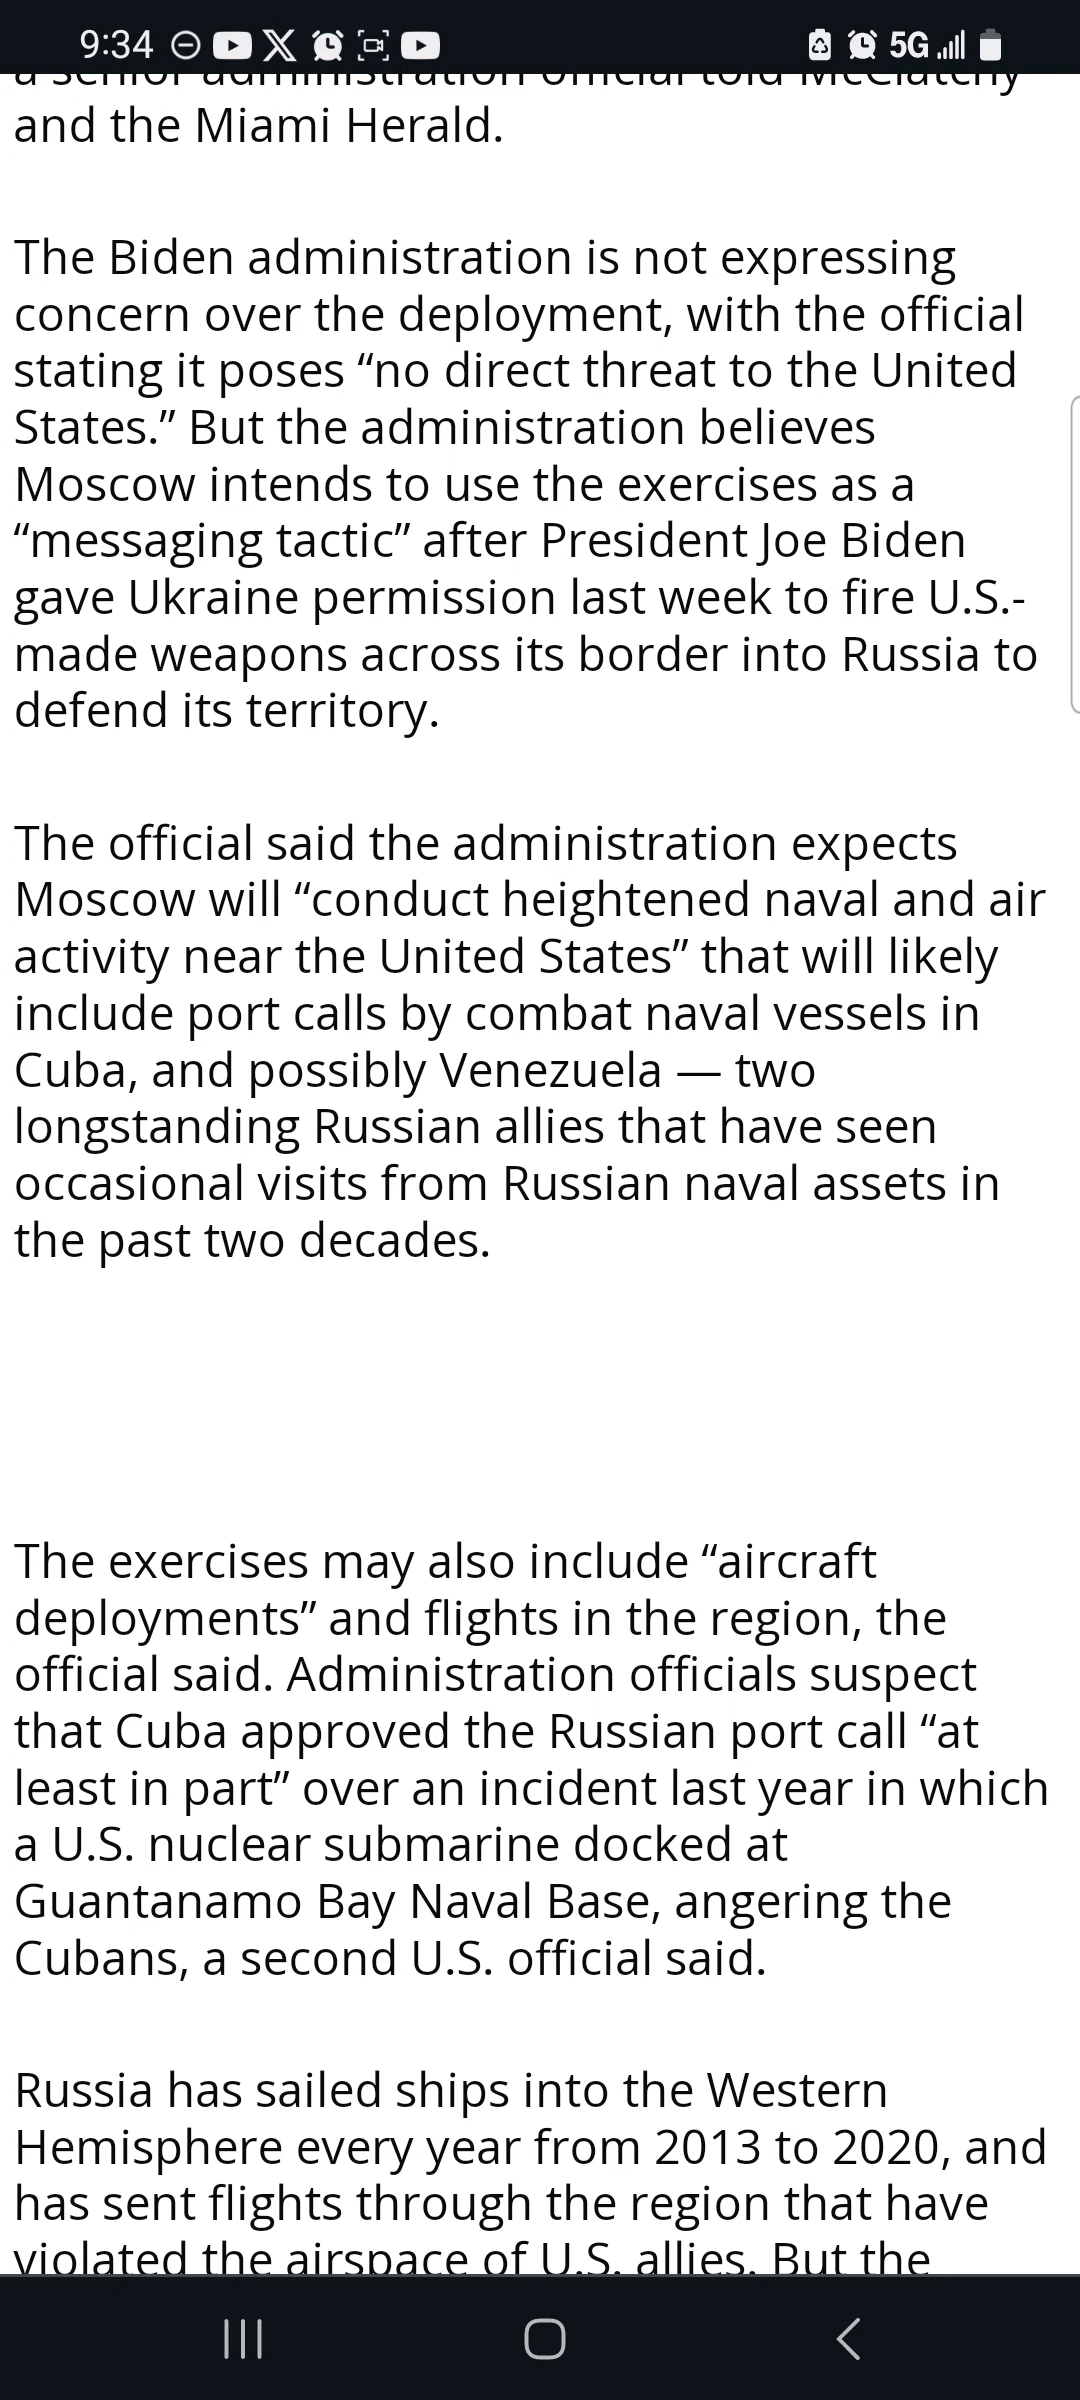 9:34 5G
a senior administration official told McClatchy
and the Miami Herald.
The Biden administration is not expressing
concern over the deployment, with the official
stating it poses “no direct threat to the United
States.” But the administration believes
Moscow intends to use the exercises as a
“messaging tactic” after President Joe Biden
gave Ukraine permission last week to fire U.S.-
made weapons across its border into Russia to
defend its territory.
The official said the administration expects
Moscow will “conduct heightened naval and air
activity near the United States” that will likely
include port calls by combat naval vessels in
Cuba, and possibly Venezuela — two
longstanding Russian allies that have seen
occasional visits from Russian naval assets in
the past two decades.
The exercises may also include “aircraft
deployments” and flights in the region, the
official said. Administration officials suspect
that Cuba approved the Russian port call “at
least in part” over an incident last year in which
a U.S. nuclear submarine docked at
Guantanamo Bay Naval Base, angering the
Cubans, a second U.S. official said.
Russia has sailed ships into the Western
Hemisphere every year from 2013 to 2020, and
has sent flights through the region that have
violated the airspace of U.S. allies. But the